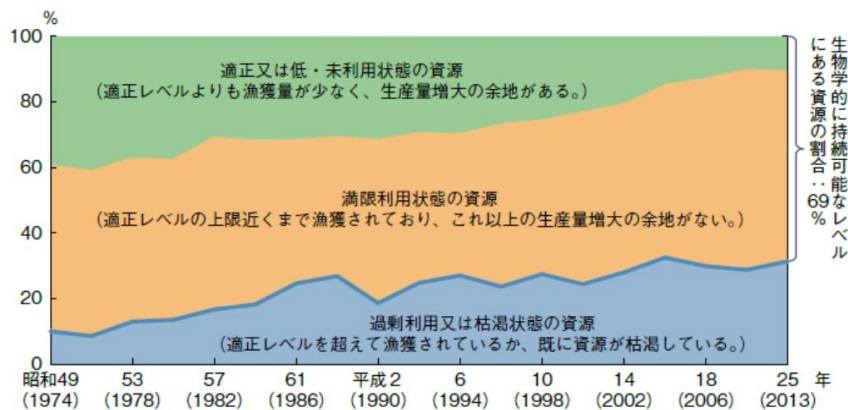 %
100
80
60
40
20
0
適正又は低・未利用状態の資源
（適正レベルよりも漁獲量が少なく、生産量増大の余地がある。）
満限利用状態の資源
（適正レベルの上限近くまで漁獲されており、これ以上の生産量増大の余地がない。）
過剰利用又は枯渇状態の資源
（適正レベルを超えて漁獲されているか、既に資源が枯渇している。）
生物学的に持続可能なレベル
にある資源の割合：69％
昭和49 53 57 61 平成2 6 10 14 18 25 年
(1974) (1978) (1982) (1986) (1990) (1994) (1998) (2002) (2006) (2013)